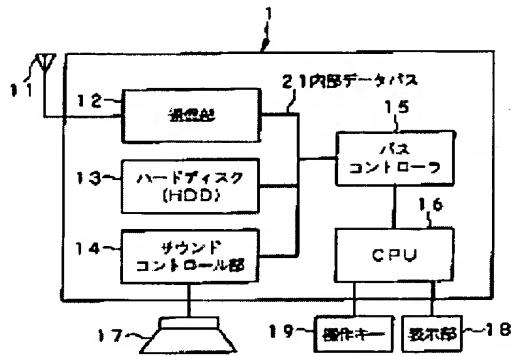 1
11
12
通信部
21内部データバス
15
バス
コントローラ
13
ハードディスク
(HDD)
14
サウンド
コントロール部
16
CPU
17
19
操作キー
表示部
18